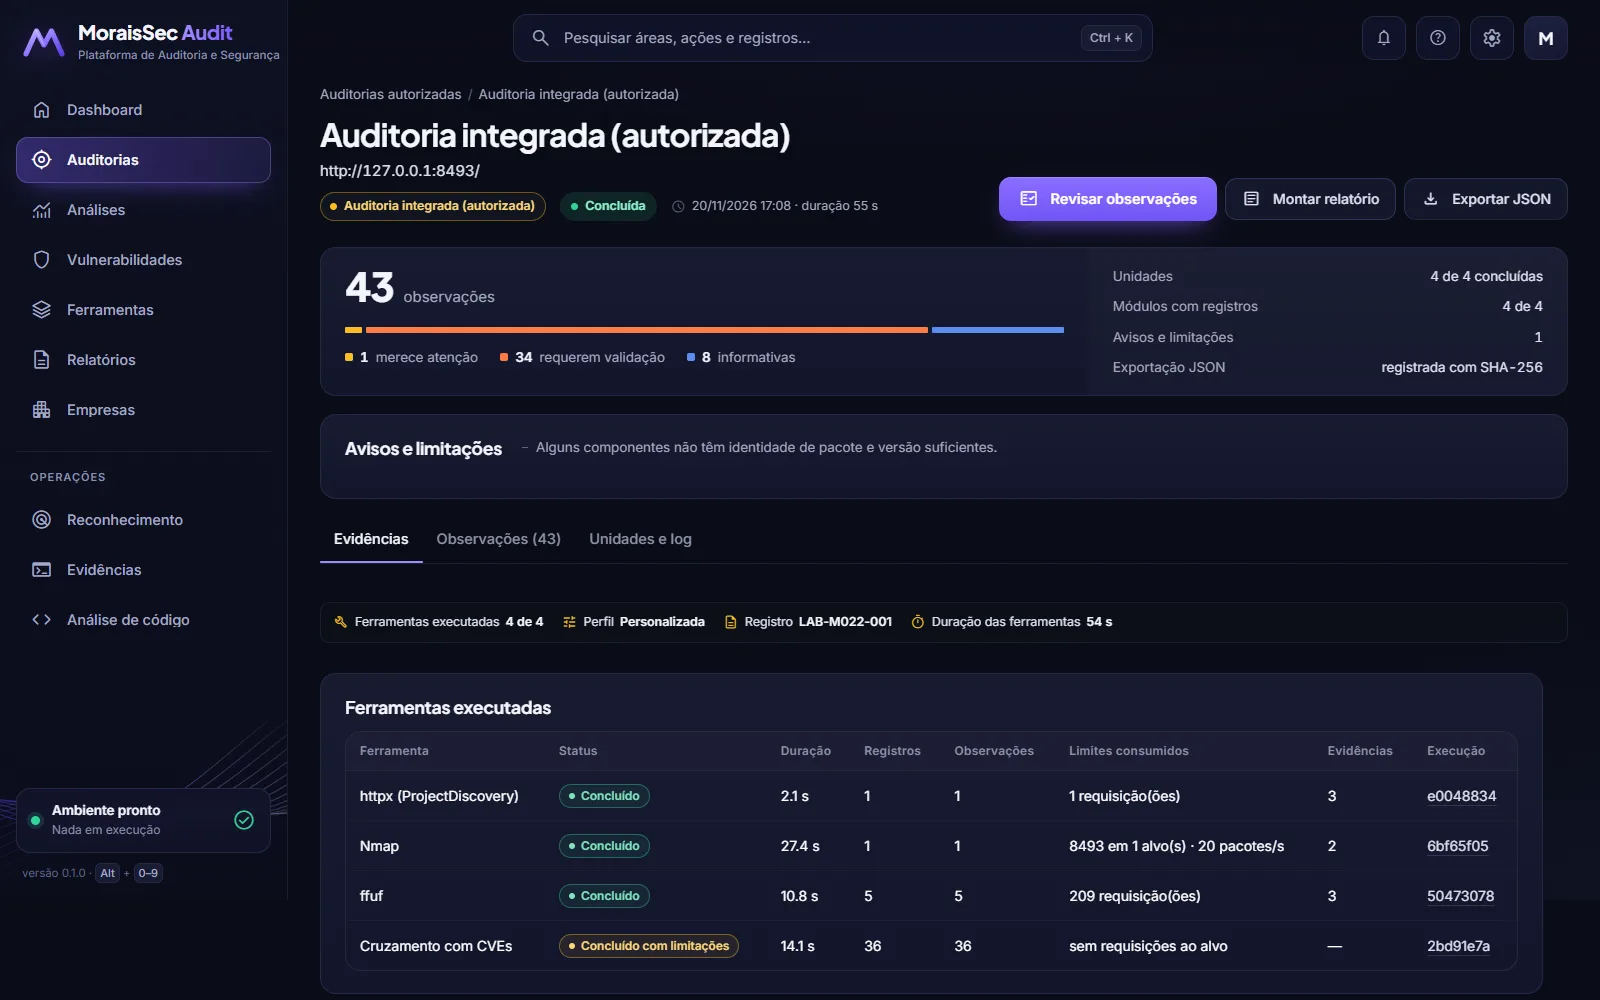 MoraisSec Audit
Plataforma de Auditoria e Segurança
Pesquisar áreas, ações e registros...
Ctrl + K
M
Dashboard
Auditorias
Análises
Vulnerabilidades
Ferramentas
Relatórios
Empresas
OPERAÇÕES
Reconhecimento
Evidências
Análise de código
Ambiente pronto
Nada em execução
versão 0.1.0 · Alt + 0–9
Auditorias autorizadas / Auditoria integrada (autorizada)
Auditoria integrada (autorizada)
http://127.0.0.1:8493/
Auditoria integrada (autorizada) Concluída 20/11/2026 17:08 · duração 55 s
Revisar observações
Montar relatório
Exportar JSON
43 observações
1 merece atenção 34 requerem validação 8 informativas
Unidades 4 de 4 concluídas
Módulos com registros 4 de 4
Avisos e limitações 1
Exportação JSON registrada com SHA-256
Avisos e limitações – Alguns componentes não têm identidade de pacote e versão suficientes.
Evidências Observações (43) Unidades e log
Ferramentas executadas 4 de 4 Perfil Personalizada Registro LAB-M022-001 Duração das ferramentas 54 s
Ferramentas executadas
Ferramenta Status Duração Registros Observações Limites consumidos Evidências Execução
httpx (ProjectDiscovery) Concluído 2.1 s 1 1 1 requisição(ões) 3 e0048834
Nmap Concluído 27.4 s 1 1 8493 em 1 alvo(s) · 20 pacotes/s 2 6bf65f05
ffuf Concluído 10.8 s 5 5 209 requisição(ões) 3 50473078
Cruzamento com CVEs Concluído com limitações 14.1 s 36 36 sem requisições ao alvo — 2bd91e7a